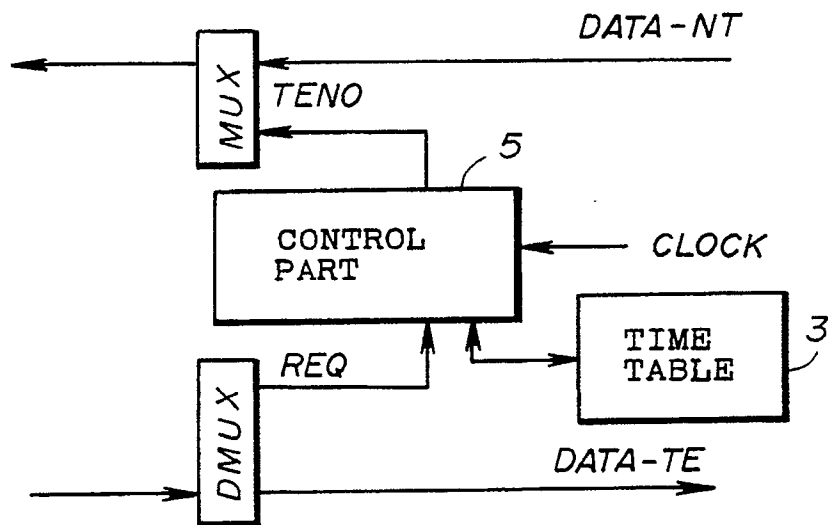 DATA-NT
MUX
TENO
5
CONTROL
PART
CLOCK
TIME
TABLE
3
REQ
DMUX
DATA-TE